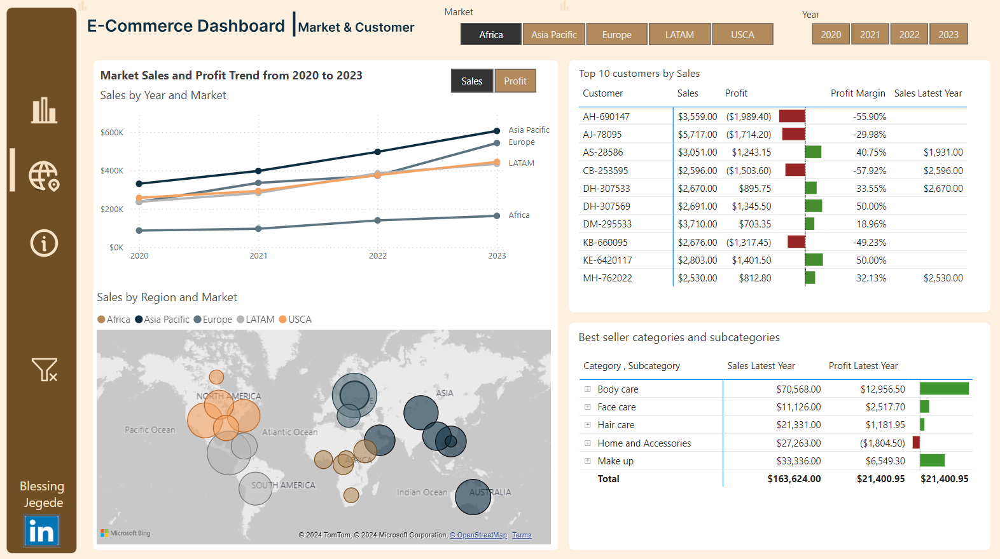 E-Commerce Dashboard | Market & Customer
Market
Africa Asia Pacific Europe LATAM USCA
Year
2020 2021 2022 2023
Market Sales and Profit Trend from 2020 to 2023
Sales Profit
Sales by Year and Market
$600K
$400K
$200K
$0K
2020 2021 2022 2023
Asia Pacific
Europe
LATAM
Africa
Sales by Region and Market
Africa Asia Pacific Europe LATAM USCA
NORTH AMERICA
EUROPE
ASIA
Pacific Ocean
Atlantic Ocean
AFRICA
SOUTH AMERICA
Indian Ocean
AUSTRALIA
Microsoft Bing
© 2024 TomTom, © 2024 Microsoft Corporation, © OpenStreetMap Terms
Top 10 customers by Sales
Customer Sales Profit Profit Margin Sales Latest Year
AH-690147 $3,559.00 ($1,989.40) -55.90%
AJ-78095 $5,717.00 ($1,714.20) -29.98%
AS-28586 $3,051.00 $1,243.15 40.75% $1,931.00
CB-253595 $2,596.00 ($1,503.60) -57.92% $2,596.00
DH-307533 $2,670.00 $895.75 33.55% $2,670.00
DH-307569 $2,691.00 $1,345.50 50.00%
DM-295533 $3,710.00 $703.35 18.96%
KB-660095 $2,676.00 ($1,317.45) -49.23%
KE-6420117 $2,803.00 $1,401.50 50.00%
MH-762022 $2,530.00 $812.80 32.13% $2,530.00
Best seller categories and subcategories
Category , Subcategory Sales Latest Year Profit Latest Year
Body care $70,568.00 $12,956.50
Face care $11,126.00 $2,517.70
Hair care $21,331.00 $1,181.95
Home and Accessories $27,263.00 ($1,804.50)
Make up $33,336.00 $6,549.30
Total $163,624.00 $21,400.95 $21,400.95
Blessing
Jegede
in